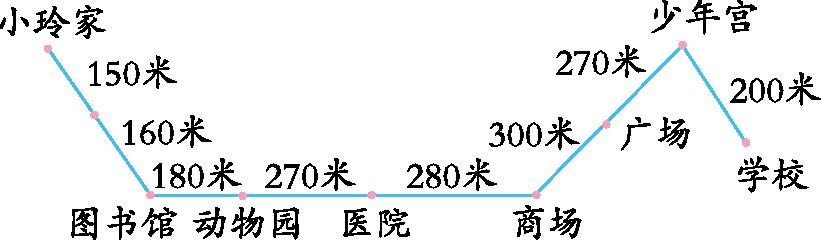 小玲家
少年宫
150米
270米
200米
160米
300米
广场
180米
270米
280米
学校
图书馆
动物园
医院
商场